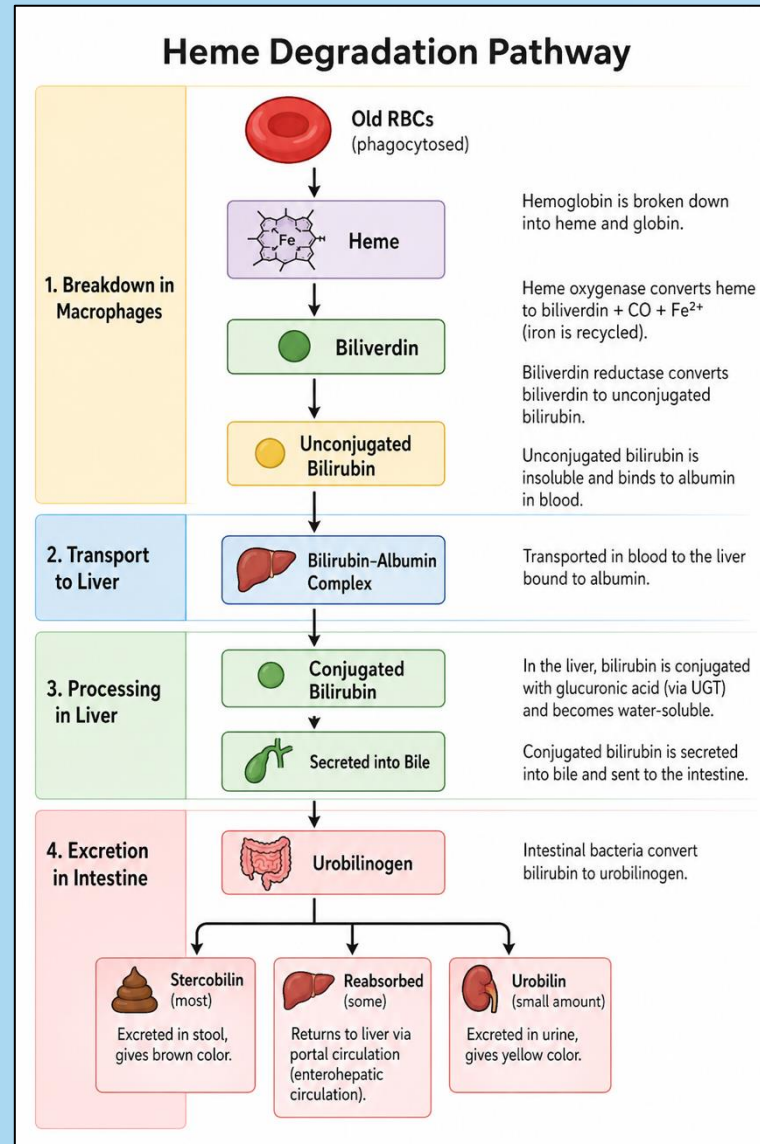 Heme Degradation Pathway
1. Breakdown in
Macrophages
Old RBCs
(phagocytosed)
Fe
H
Heme
Hemoglobin is broken down
into heme and globin.
Heme oxygenase converts heme
to biliverdin + CO + Fe²⁺
(iron is recycled).
Biliverdin
Biliverdin reductase converts
biliverdin to unconjugated
bilirubin.
Unconjugated
Bilirubin
Unconjugated bilirubin is
insoluble and binds to albumin
in blood.
2. Transport
to Liver
Bilirubin–Albumin
Complex
Transported in blood to the liver
bound to albumin.
3. Processing
in Liver
Conjugated
Bilirubin
In the liver, bilirubin is conjugated
with glucuronic acid (via UGT)
and becomes water-soluble.
Secreted into Bile
Conjugated bilirubin is secreted
into bile and sent to the intestine.
4. Excretion
in Intestine
Urobilinogen
Intestinal bacteria convert
bilirubin to urobilinogen.
Stercobilin
(most)
Excreted in stool,
gives brown color.
Reabsorbed
(some)
Returns to liver via
portal circulation
(enterohepatic
circulation).
Urobilin
(small amount)
Excreted in urine,
gives yellow color.